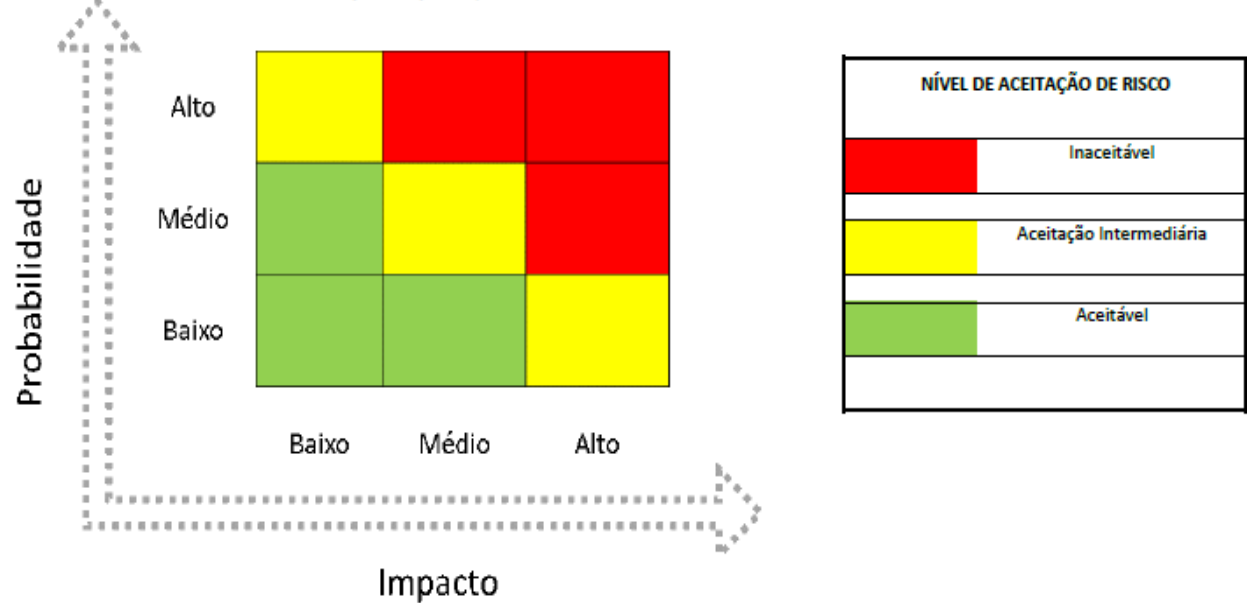 Probabilidade
Alto
Médio
Baixo
Baixo Médio Alto
Impacto
NÍVEL DE ACEITAÇÃO DE RISCO
Inaceitável
Aceitação Intermediária
Aceitável